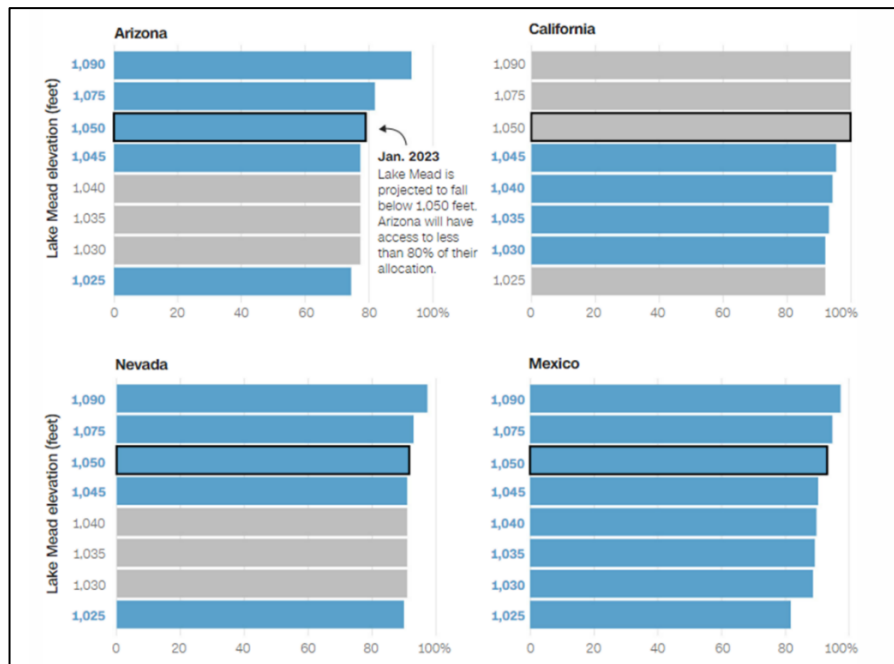 Arizona
Lake Mead elevation (feet)
1,090
1,075
1,050
1,045
1,040
1,035
1,030
1,025
0 20 40 60 80 100%
Jan. 2023
Lake Mead is
projected to fall
below 1,050 feet.
Arizona will have
access to less
than 80% of their
allocation.
California
1,090
1,075
1,050
1,045
1,040
1,035
1,030
1,025
0 20 40 60 80 100%
Nevada
Lake Mead elevation (feet)
1,090
1,075
1,050
1,045
1,040
1,035
1,030
1,025
0 20 40 60 80 100%
Mexico
1,090
1,075
1,050
1,045
1,040
1,035
1,030
1,025
0 20 40 60 80 100%